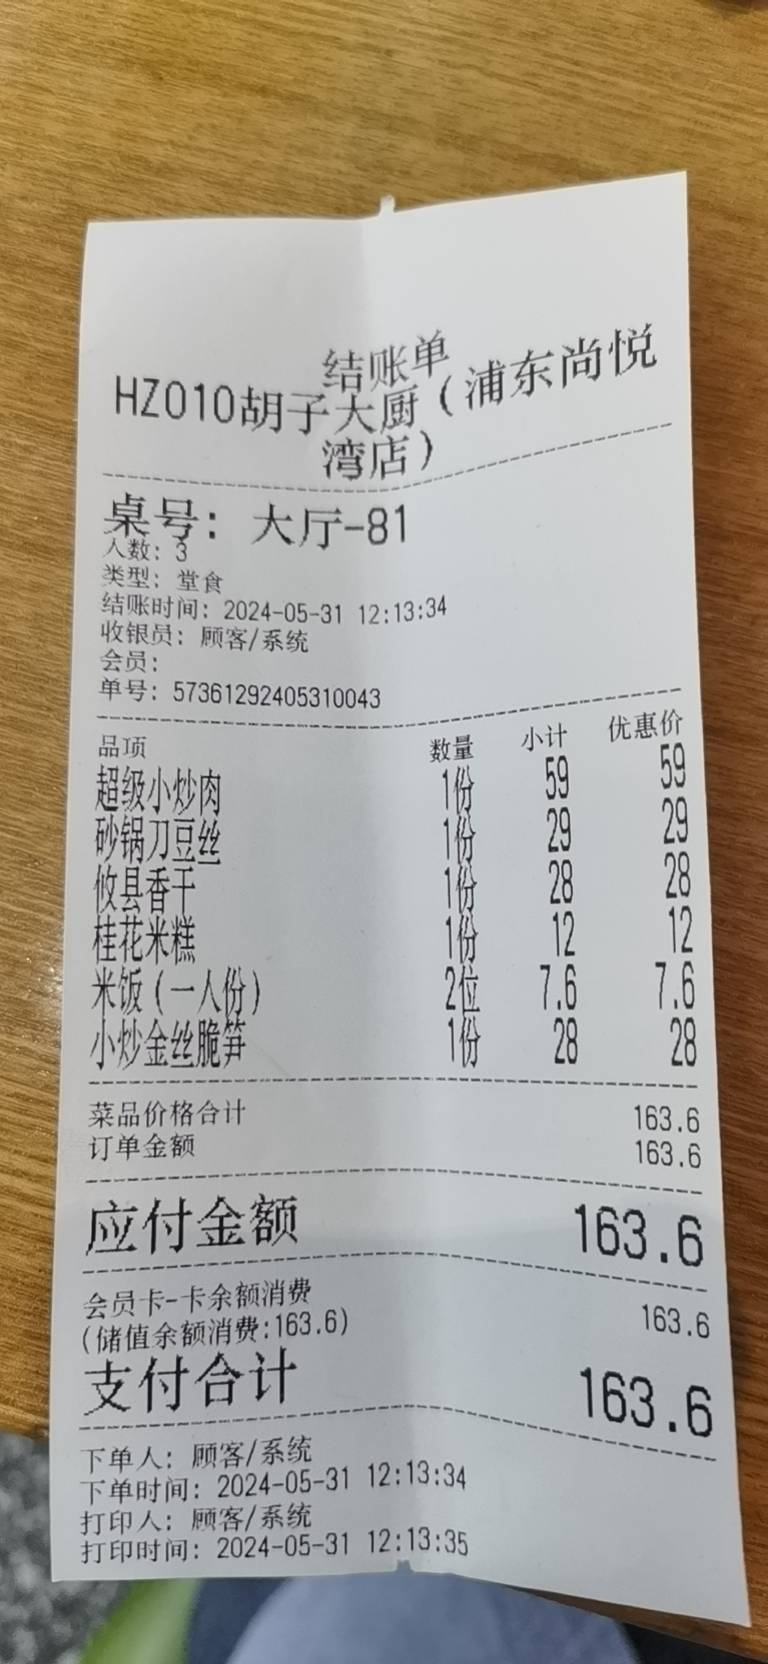 结账单
HZ010胡子大厨（浦东尚悦
湾店）
桌号：大厅-81
人数：3
类型：堂食
结账时间：2024-05-31 12:13:34
收银员：顾客/系统
会员：
单号：57361292405310043
品项 数量 小计 优惠价
超级小炒肉 1份 59 59
砂锅刀豆丝 1份 29 29
攸县香干 1份 28 28
桂花米糕 1份 12 12
米饭（一人份） 2位 7.6 7.6
小炒金丝脆笋 1份 28 28
菜品价格合计 163.6
订单金额 163.6
应付金额 163.6
会员卡-卡余额消费 163.6
(储值余额消费:163.6)
支付合计 163.6
下单人：顾客/系统
下单时间：2024-05-31 12:13:34
打印人：顾客/系统
打印时间：2024-05-31 12:13:35